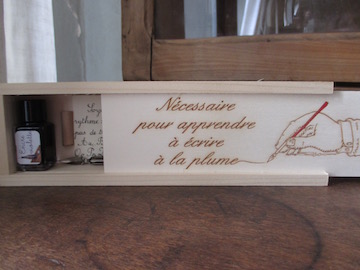 Nécessaire
pour apprendre
à écrire
à la plume